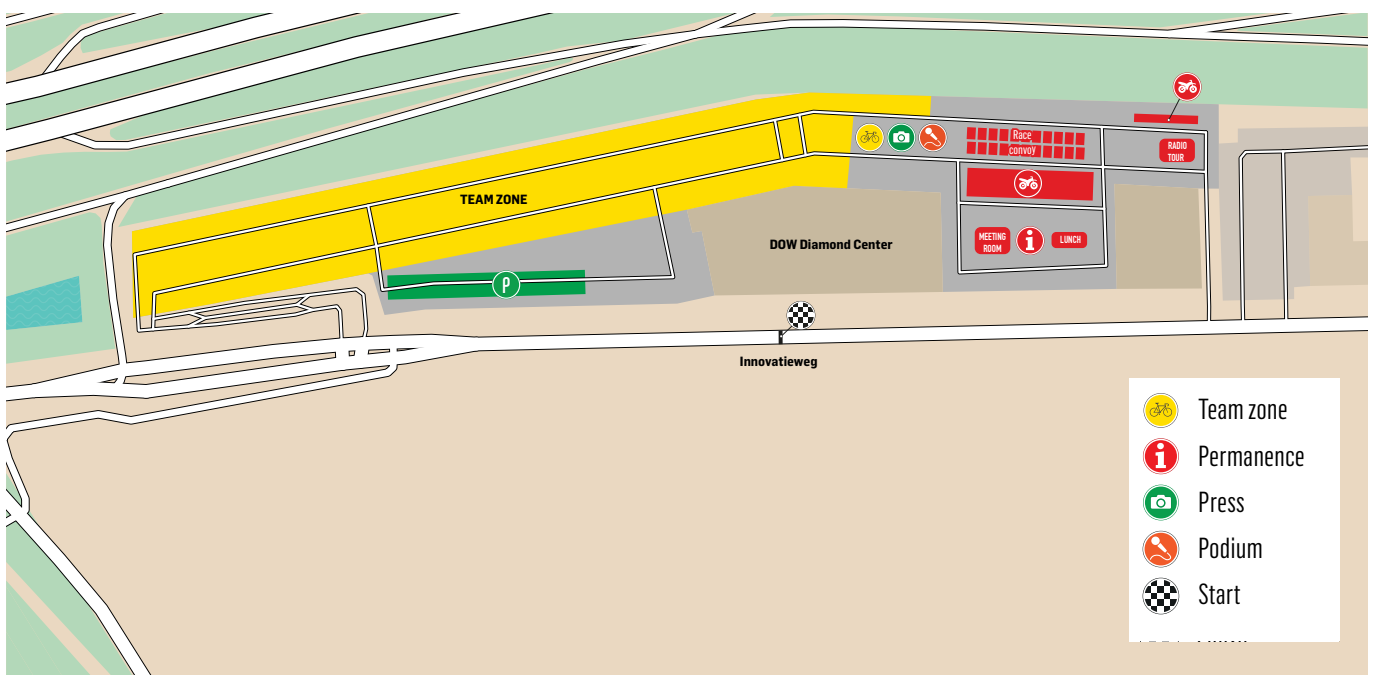 Race
convoy
RADIO
TOUR
TEAM ZONE
MEETING
ROOM
LUNCH
DOW Diamond Center
P
Innovatieweg
Team zone
Permanence
Press
Podium
Start